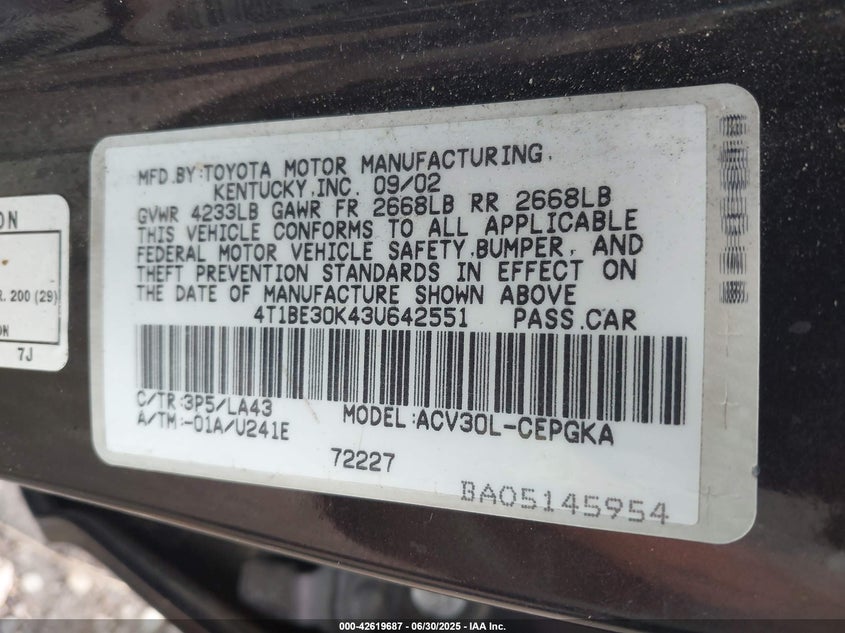 MFD.BY:TOYOTA MOTOR MANUFACTURING,
KENTUCKY,INC. 09/02
GVWR 4233LB GAWR FR 2668LB RR 2668LB
THIS VEHICLE CONFORMS TO ALL APPLICABLE
FEDERAL MOTOR VEHICLE SAFETY,BUMPER, AND
THEFT PREVENTION STANDARDS IN EFFECT ON
THE DATE OF MANUFACTURE SHOWN ABOVE
4T1BE30K43U642551 PASS.CAR
C/TR:3P5/LA43
A/TM:-01A/U241E
MODEL:ACV30L-CEPGKA
72227
BA05145954
ON
R. 200 (29)
ON
7J
000-42619687 - 06/30/2025 - IAA Inc.